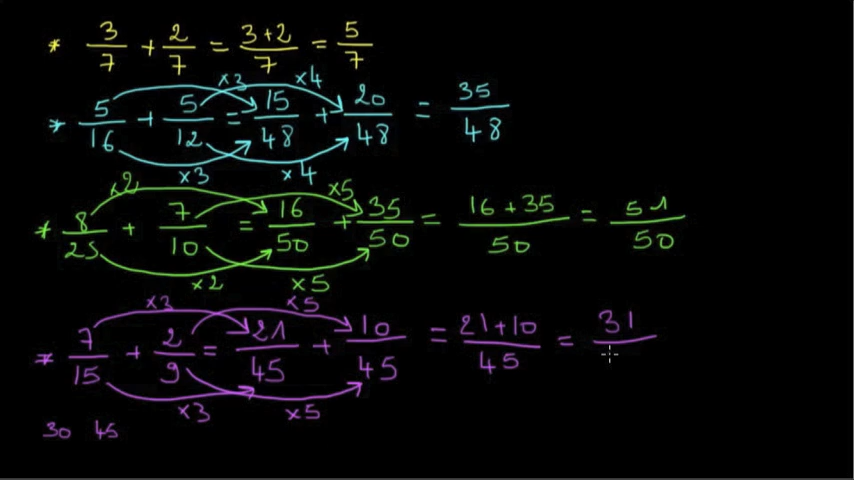 * 3/7 + 2/7 = 3+2/7 = 5/7
×3 ×4
* 5/16 + 5/12 = 15/48 + 20/48 = 35/48
×3 ×4
×2 ×5
* 8/25 + 7/10 = 16/50 + 35/50 = 16+35/50 = 51/50
×2 ×5
×3 ×5
* 7/15 + 2/9 = 21/45 + 10/45 = 21+10/45 = 31/
×3 ×5
30 45